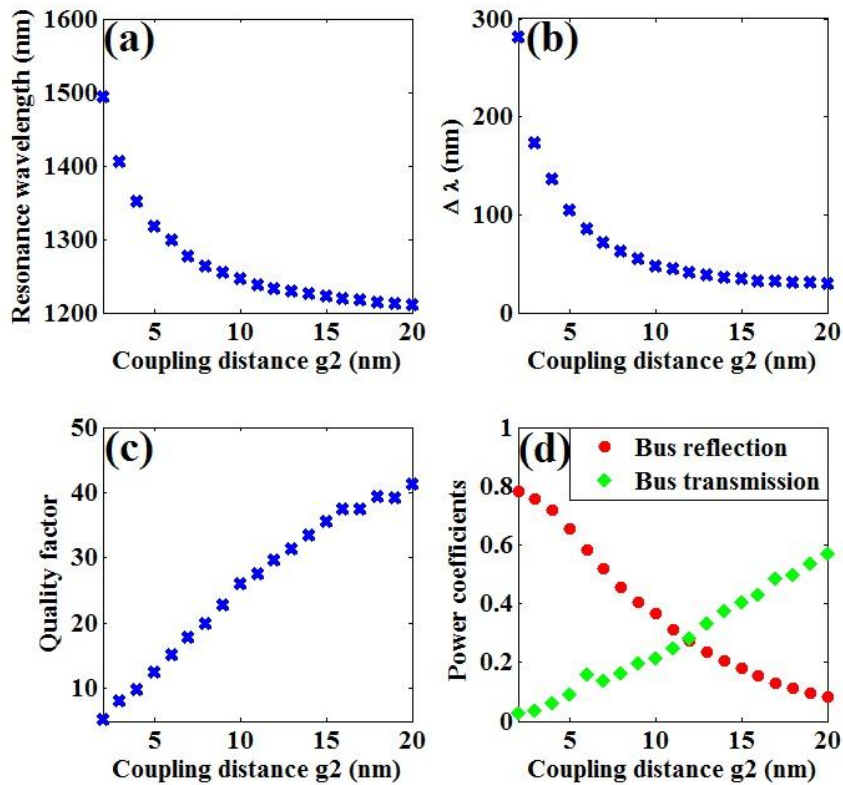 (a)
Resonance wavelength (nm)
1600
1500
1400
1300
1200
5 10 15 20
Coupling distance g2 (nm)
(b)
Δ λ (nm)
300
200
100
0
5 10 15 20
Coupling distance g2 (nm)
(c)
Quality factor
50
40
30
20
10
5 10 15 20
Coupling distance g2 (nm)
(d)
Power coefficients
1
0.8
0.6
0.4
0.2
0
Bus reflection
Bus transmission
5 10 15 20
Coupling distance g2 (nm)